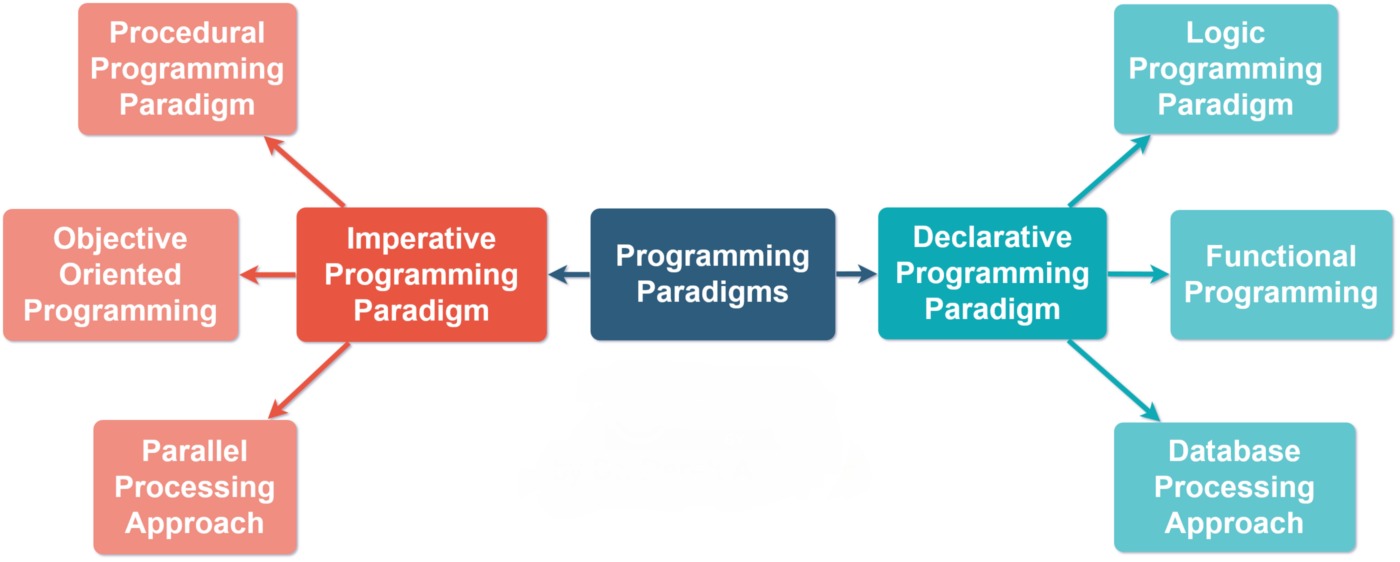 Procedural
Programming
Paradigm
Logic
Programming
Paradigm
Objective
Oriented
Programming
Imperative
Programming
Paradigm
Programming
Paradigms
Declarative
Programming
Paradigm
Functional
Programming
Parallel
Processing
Approach
Database
Processing
Approach